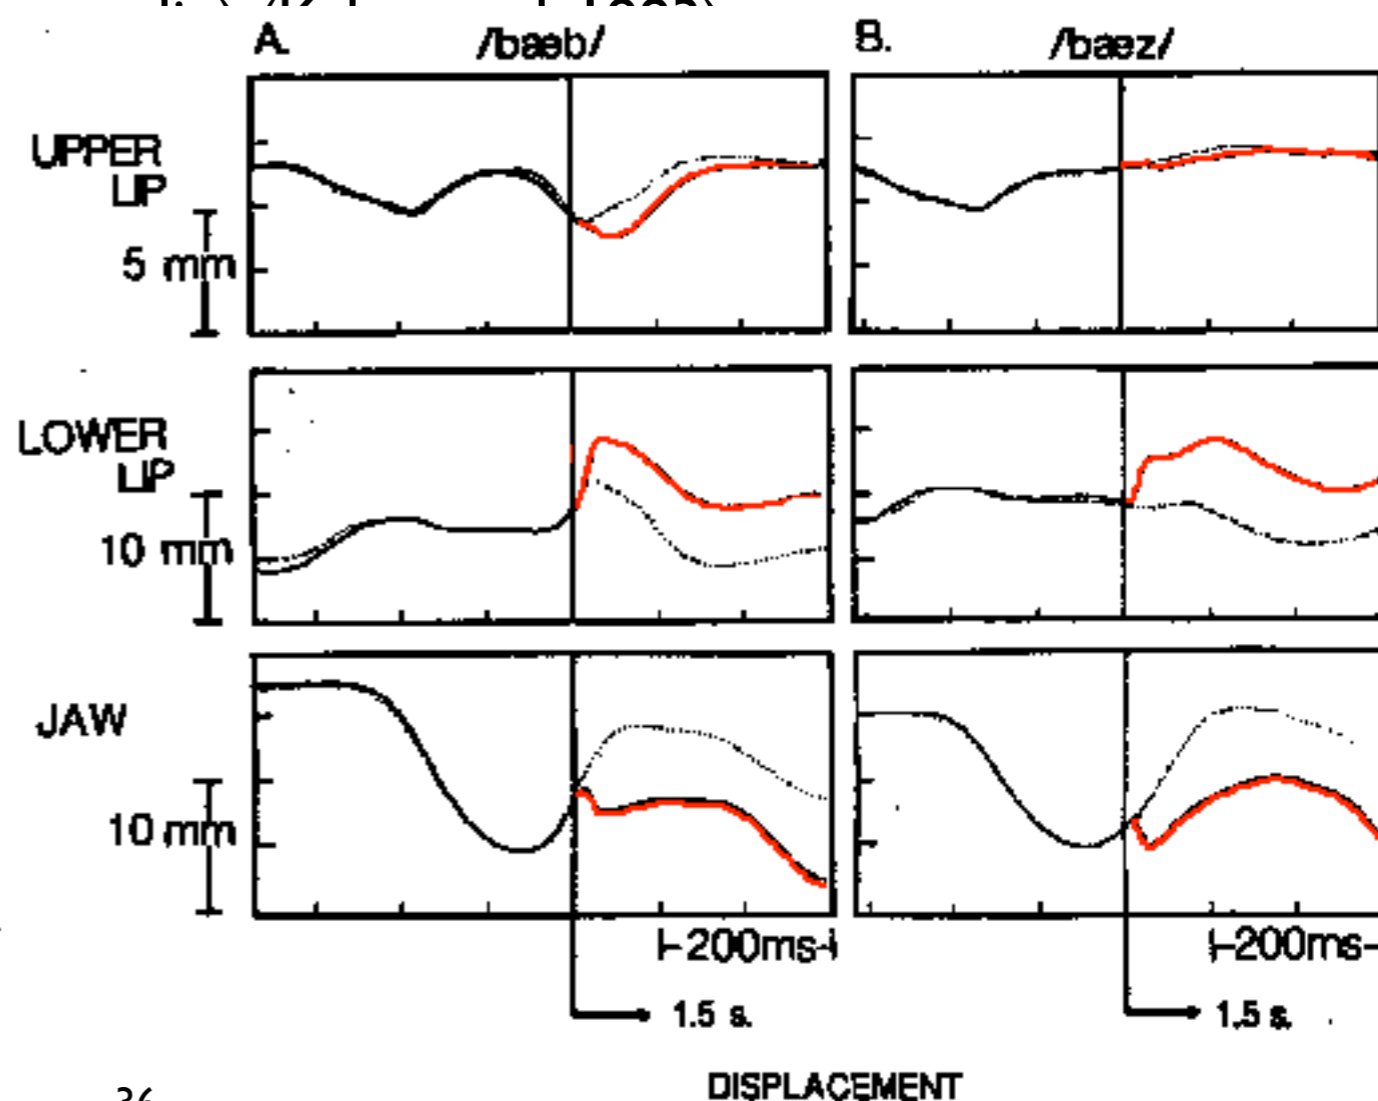 A. /baeb/ B. /baez/
UPPER
LIP
5 mm
LOWER
LIP
10 mm
JAW
10 mm
200ms 200ms
1.5 s. 1.5 s.
DISPLACEMENT